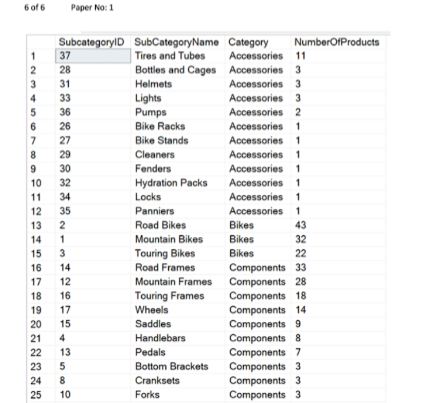 6 of 6 Paper No: 1
SubcategoryID SubCategoryName Category NumberOfProducts
1 37 Tires and Tubes Accessories 11
2 28 Bottles and Cages Accessories 3
3 31 Helmets Accessories 3
4 33 Lights Accessories 3
5 36 Pumps Accessories 2
6 26 Bike Racks Accessories 1
7 27 Bike Stands Accessories 1
8 29 Cleaners Accessories 1
9 30 Fenders Accessories 1
10 32 Hydration Packs Accessories 1
11 34 Locks Accessories 1
12 35 Panniers Accessories 1
13 2 Road Bikes Bikes 43
14 1 Mountain Bikes Bikes 32
15 3 Touring Bikes Bikes 22
16 14 Road Frames Components 33
17 12 Mountain Frames Components 28
18 16 Touring Frames Components 18
19 17 Wheels Components 14
20 15 Saddles Components 9
21 4 Handlebars Components 8
22 13 Pedals Components 7
23 5 Bottom Brackets Components 3
24 8 Cranksets Components 3
25 10 Forks Components 3